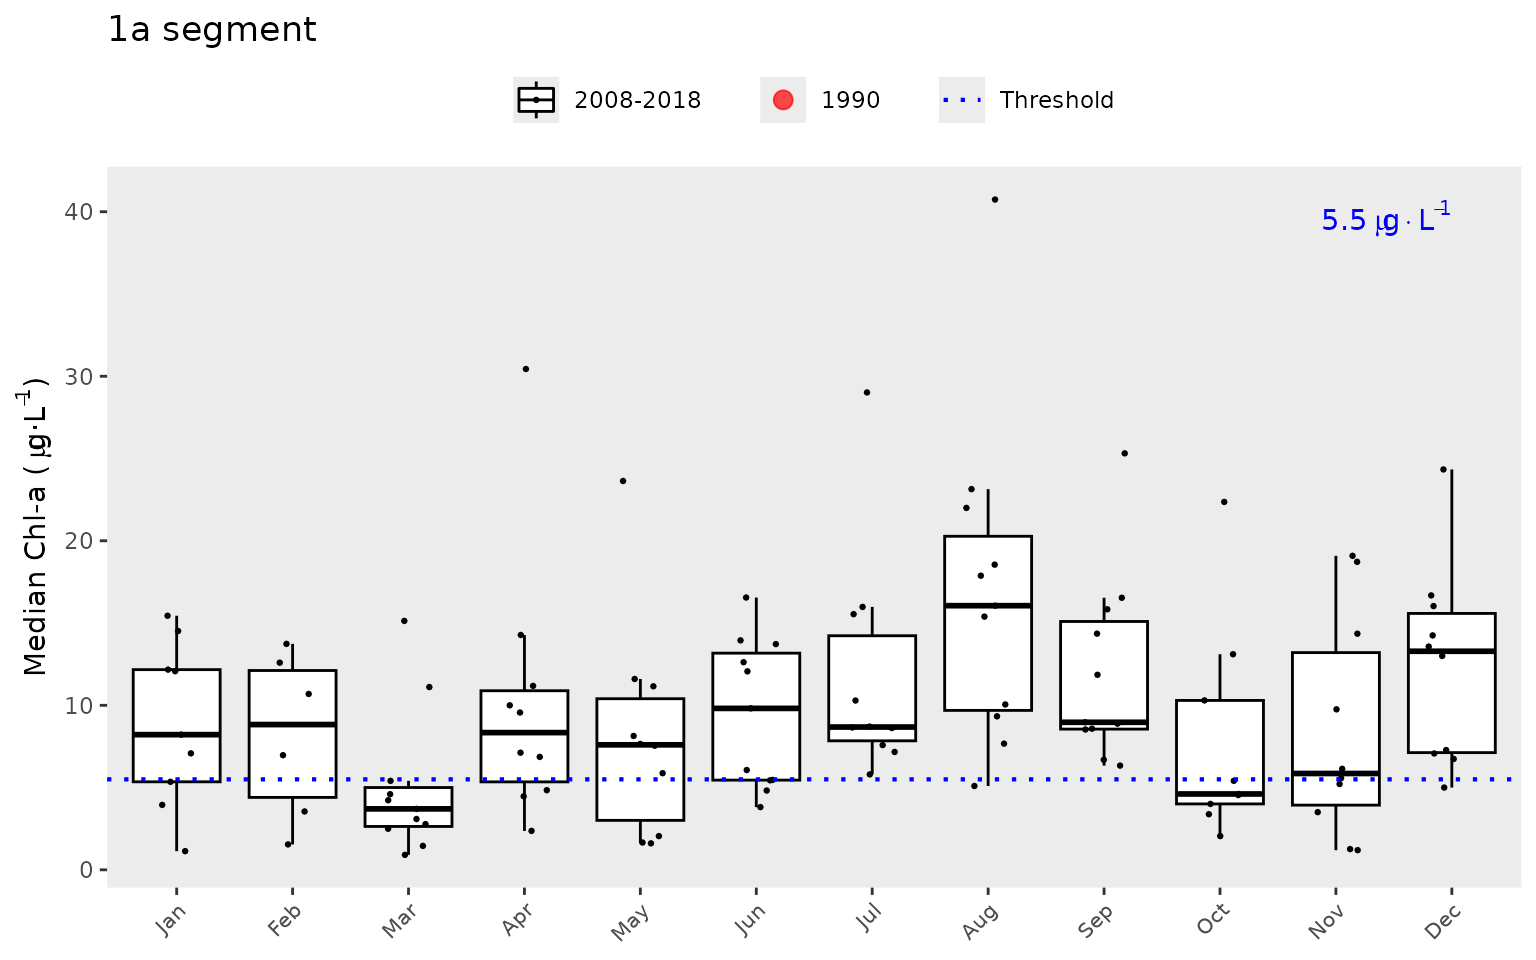 1a segment
2008-2018
1990
Threshold
5.5 μg · L⁻¹
Median Chl-a ( μg·L⁻¹)
40
30
20
10
0
Jan
Feb
Mar
Apr
May
Jun
Jul
Aug
Sep
Oct
Nov
Dec